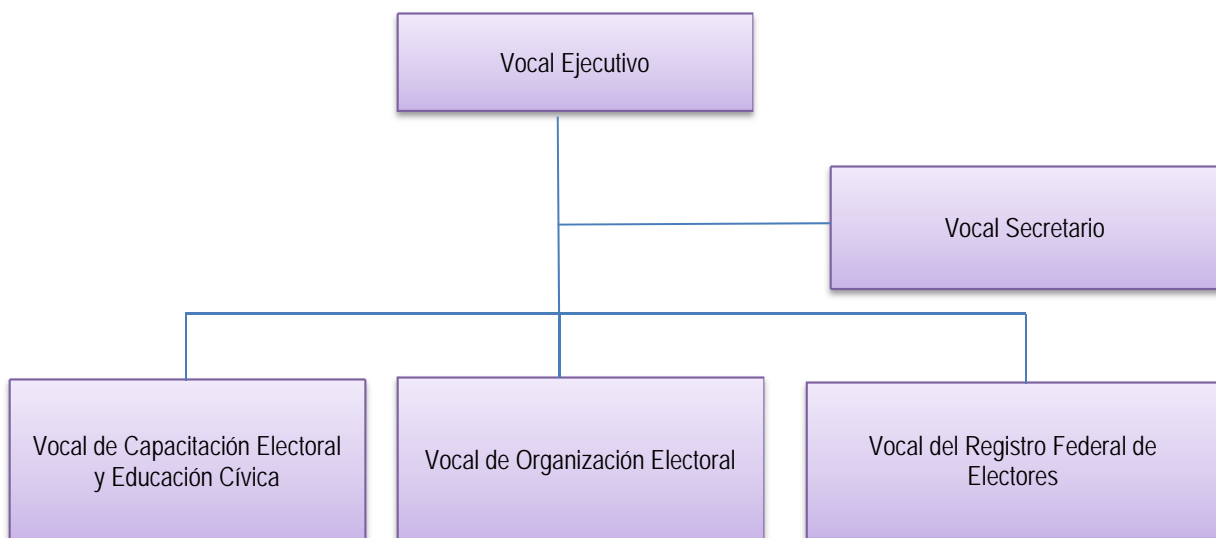 Vocal Ejecutivo
Vocal Secretario
Vocal de Capacitación Electoral
y Educación Cívica
Vocal de Organización Electoral
Vocal del Registro Federal de
Electores